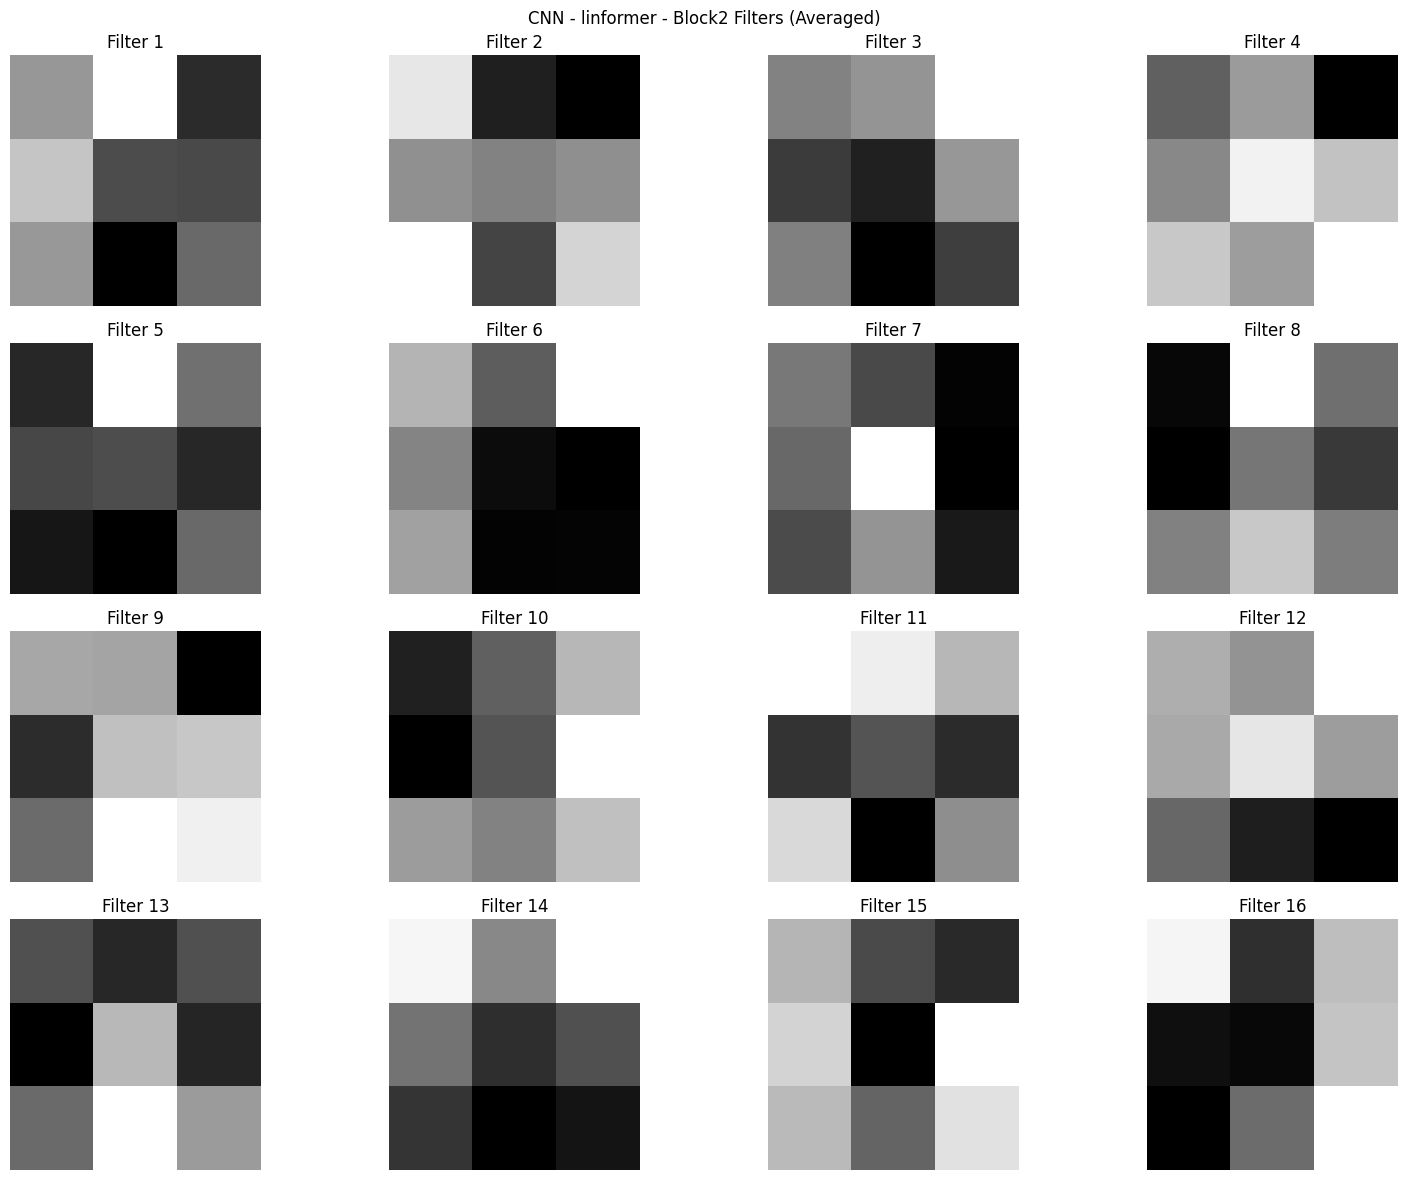 CNN - linformer - Block2 Filters (Averaged)
Filter 1 Filter 2 Filter 3 Filter 4
Filter 5 Filter 6 Filter 7 Filter 8
Filter 9 Filter 10 Filter 11 Filter 12
Filter 13 Filter 14 Filter 15 Filter 16